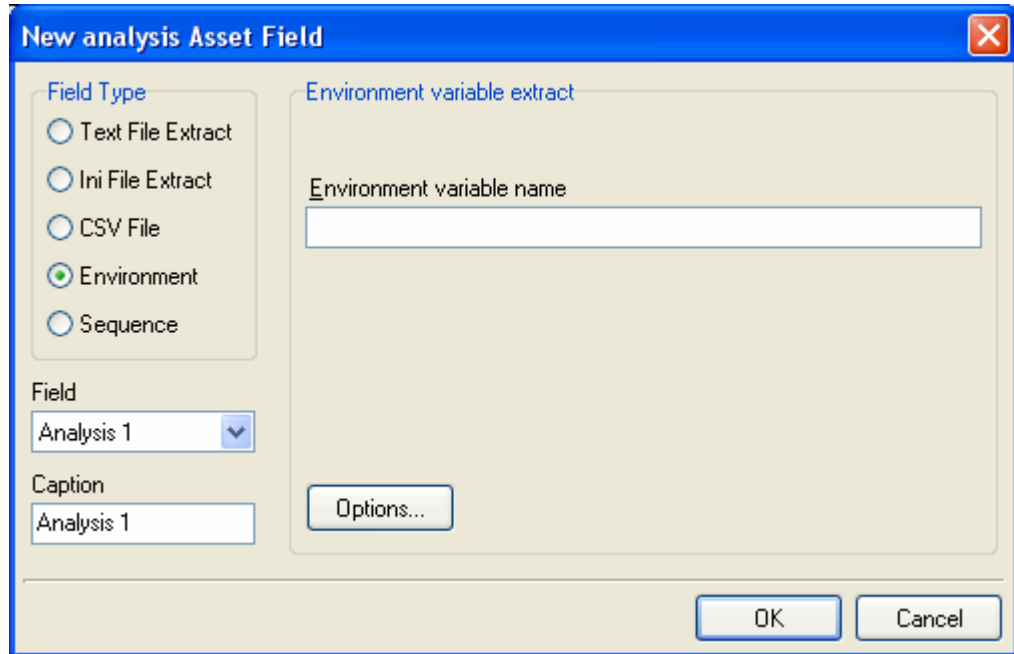 New analysis Asset Field
Field Type
Text File Extract
Ini File Extract
CSV File
Environment
Sequence
Field
Analysis 1
Caption
Analysis 1
Environment variable extract
Environment variable name
Options...
OK
Cancel